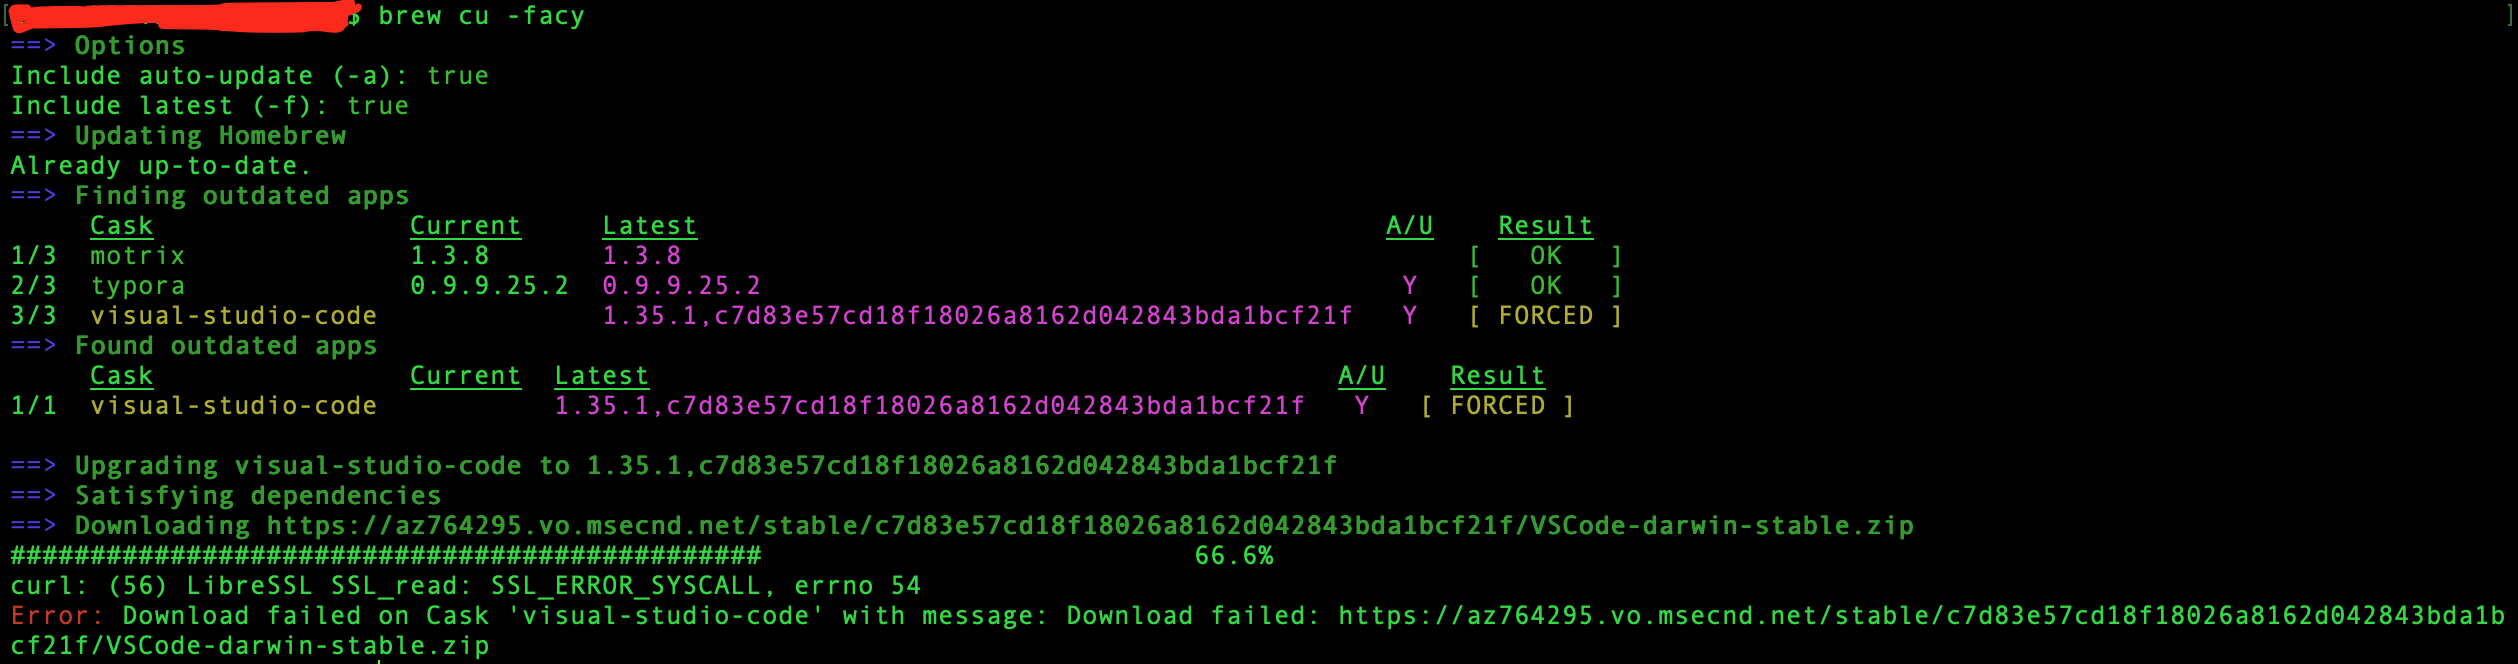 [ $ brew cu -facy ]
==> Options
Include auto-update (-a): true
Include latest (-f): true
==> Updating Homebrew
Already up-to-date.
==> Finding outdated apps
Cask Current Latest A/U Result
1/3 motrix 1.3.8 1.3.8 [ OK ]
2/3 typora 0.9.9.25.2 0.9.9.25.2 Y [ OK ]
3/3 visual-studio-code 1.35.1,c7d83e57cd18f18026a8162d042843bda1bcf21f Y [ FORCED ]
==> Found outdated apps
Cask Current Latest A/U Result
1/1 visual-studio-code 1.35.1,c7d83e57cd18f18026a8162d042843bda1bcf21f Y [ FORCED ]
==> Upgrading visual-studio-code to 1.35.1,c7d83e57cd18f18026a8162d042843bda1bcf21f
==> Satisfying dependencies
==> Downloading https://az764295.vo.msecnd.net/stable/c7d83e57cd18f18026a8162d042843bda1bcf21f/VSCode-darwin-stable.zip
############################################### 66.6%
curl: (56) LibreSSL SSL_read: SSL_ERROR_SYSCALL, errno 54
Error: Download failed on Cask 'visual-studio-code' with message: Download failed: https://az764295.vo.msecnd.net/stable/c7d83e57cd18f18026a8162d042843bda1b
cf21f/VSCode-darwin-stable.zip